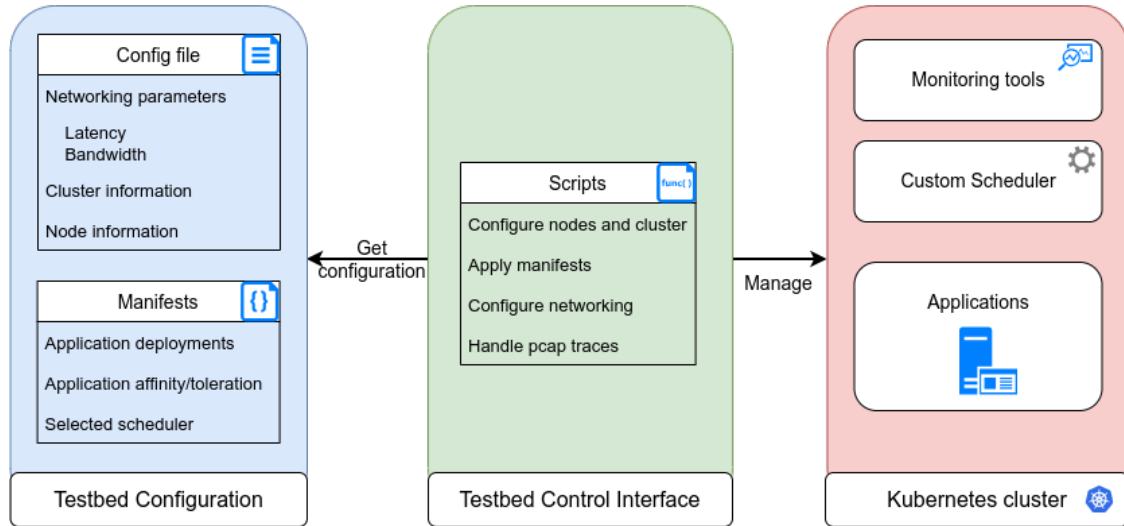 Config file
Networking parameters
Latency
Bandwidth
Cluster information
Node information
Manifests
{}
Application deployments
Application affinity/toleration
Selected scheduler
Testbed Configuration
Get
configuration
Scripts
func( )
Configure nodes and cluster
Apply manifests
Configure networking
Handle pcap traces
Testbed Control Interface
Manage
Monitoring tools
Custom Scheduler
Applications
Kubernetes cluster